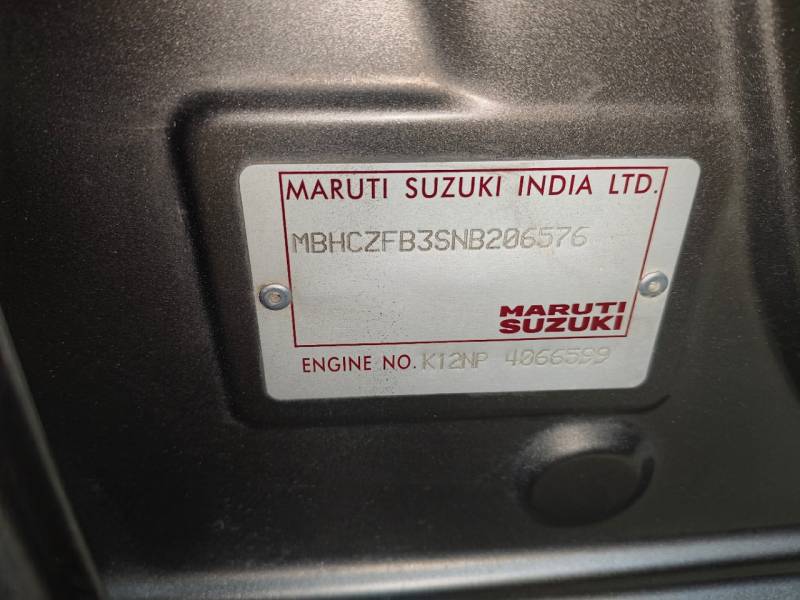 MARUTI SUZUKI INDIA LTD.
MBHCZFB3SNB206576
MARUTI
SUZUKI
ENGINE NO. K12NP 4066599